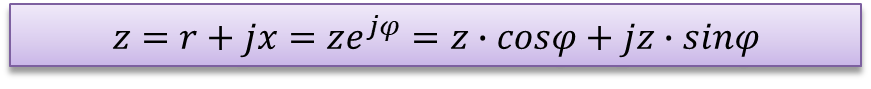 z = r + jx = ze^{jφ} = z · cosφ + jz · sinφ